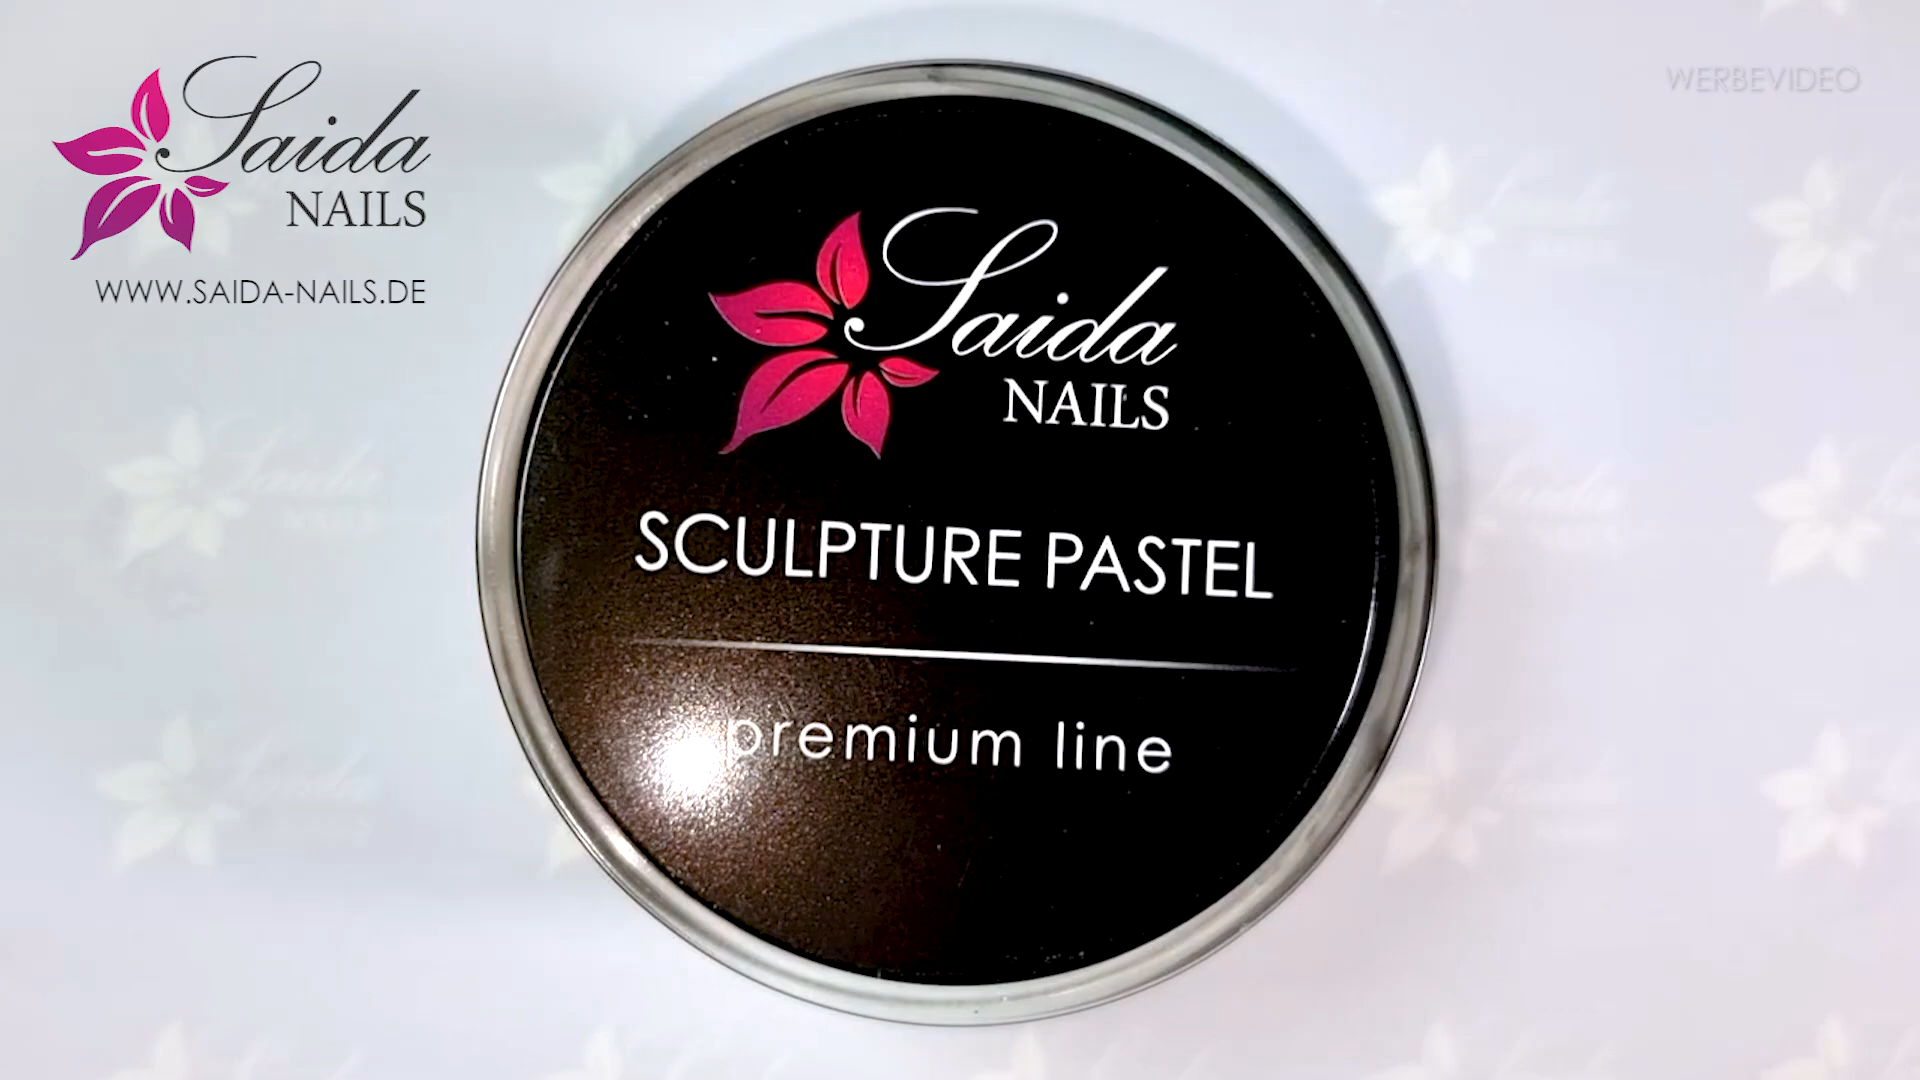 Saida
NAILS
WWW.SAIDA-NAILS.DE
WERBEVIDEO
Saida
NAILS
SCULPTURE PASTEL
premium line